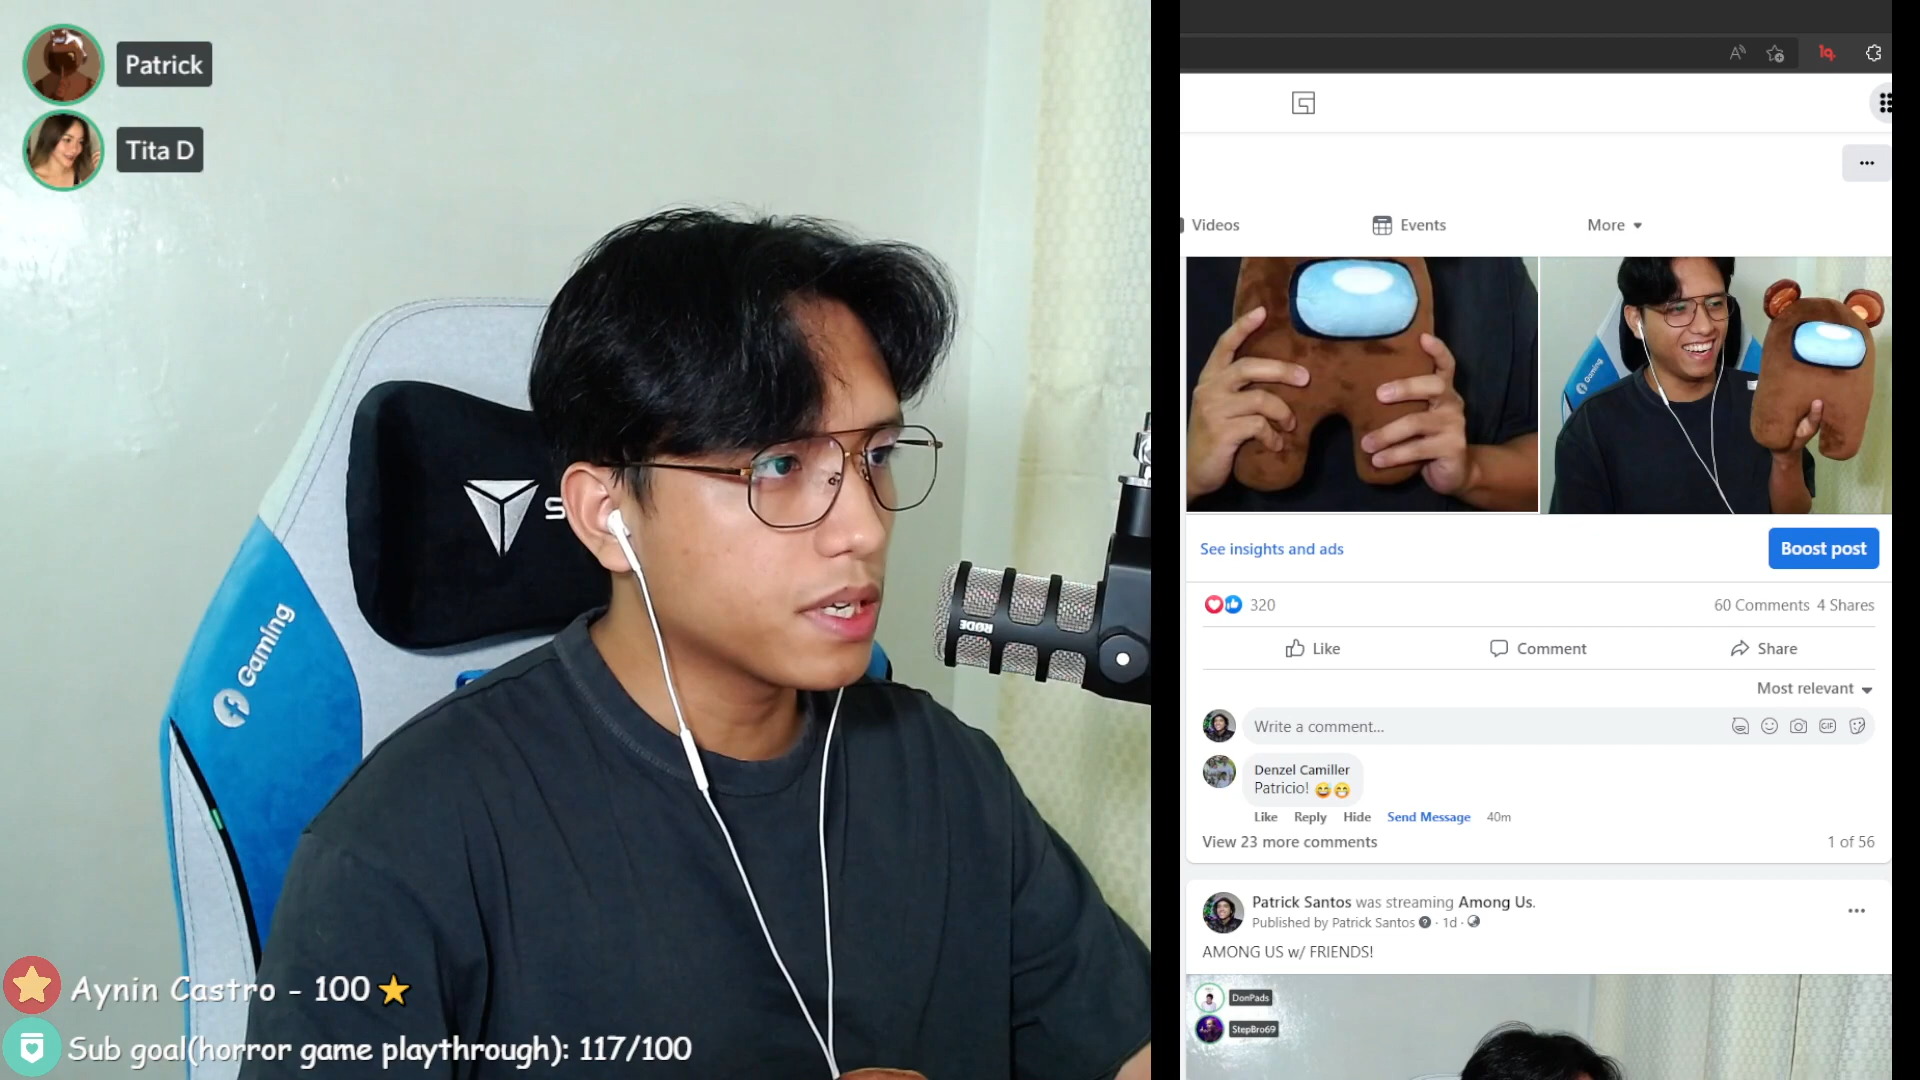 Patrick
Tita D
S
Gaming
RØDE
Aynin Castro - 100
Sub goal(horror game playthrough): 117/100
Videos
Events
More
Gaming
See insights and ads
Boost post
320
60 Comments 4 Shares
Like
Comment
Share
Most relevant
Write a comment...
GIF
Denzel Camiller
Patricio! 😆😁
Like Reply Hide Send Message 40m
View 23 more comments
1 of 56
Patrick Santos was streaming Among Us.
Published by Patrick Santos · 1d ·
AMONG US w/ FRIENDS!
DonPads
StepBro69